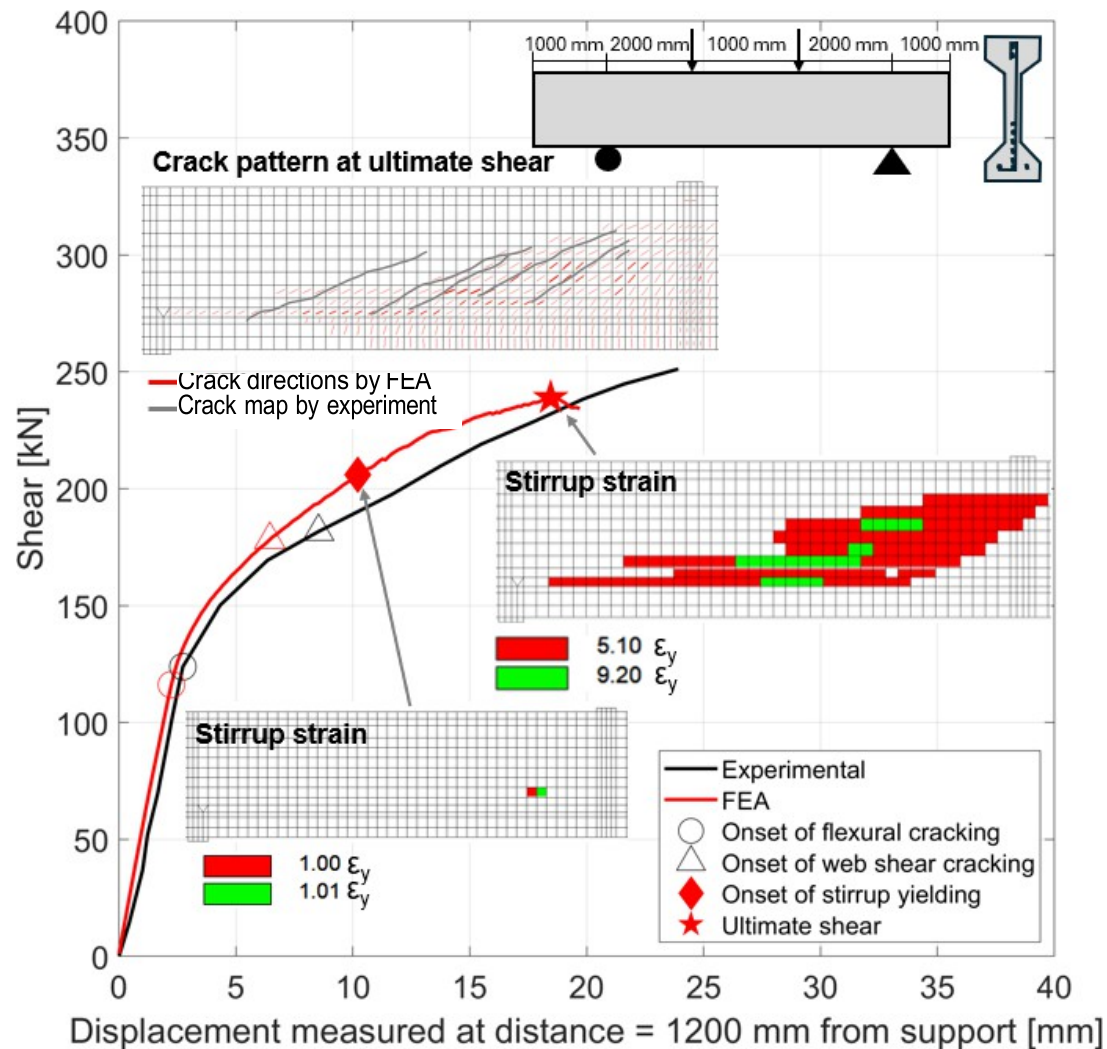 400
350
300
250
200
150
100
50
0
Shear [kN]
1000 mm 2000 mm 1000 mm 2000 mm 1000 mm
Crack pattern at ultimate shear
Crack directions by FEA
Crack map by experiment
Stirrup strain
5.10 εy
9.20 εy
Stirrup strain
1.00 εy
1.01 εy
Experimental
FEA
Onset of flexural cracking
Onset of web shear cracking
Onset of stirrup yielding
Ultimate shear
0 5 10 15 20 25 30 35 40
Displacement measured at distance = 1200 mm from support [mm]